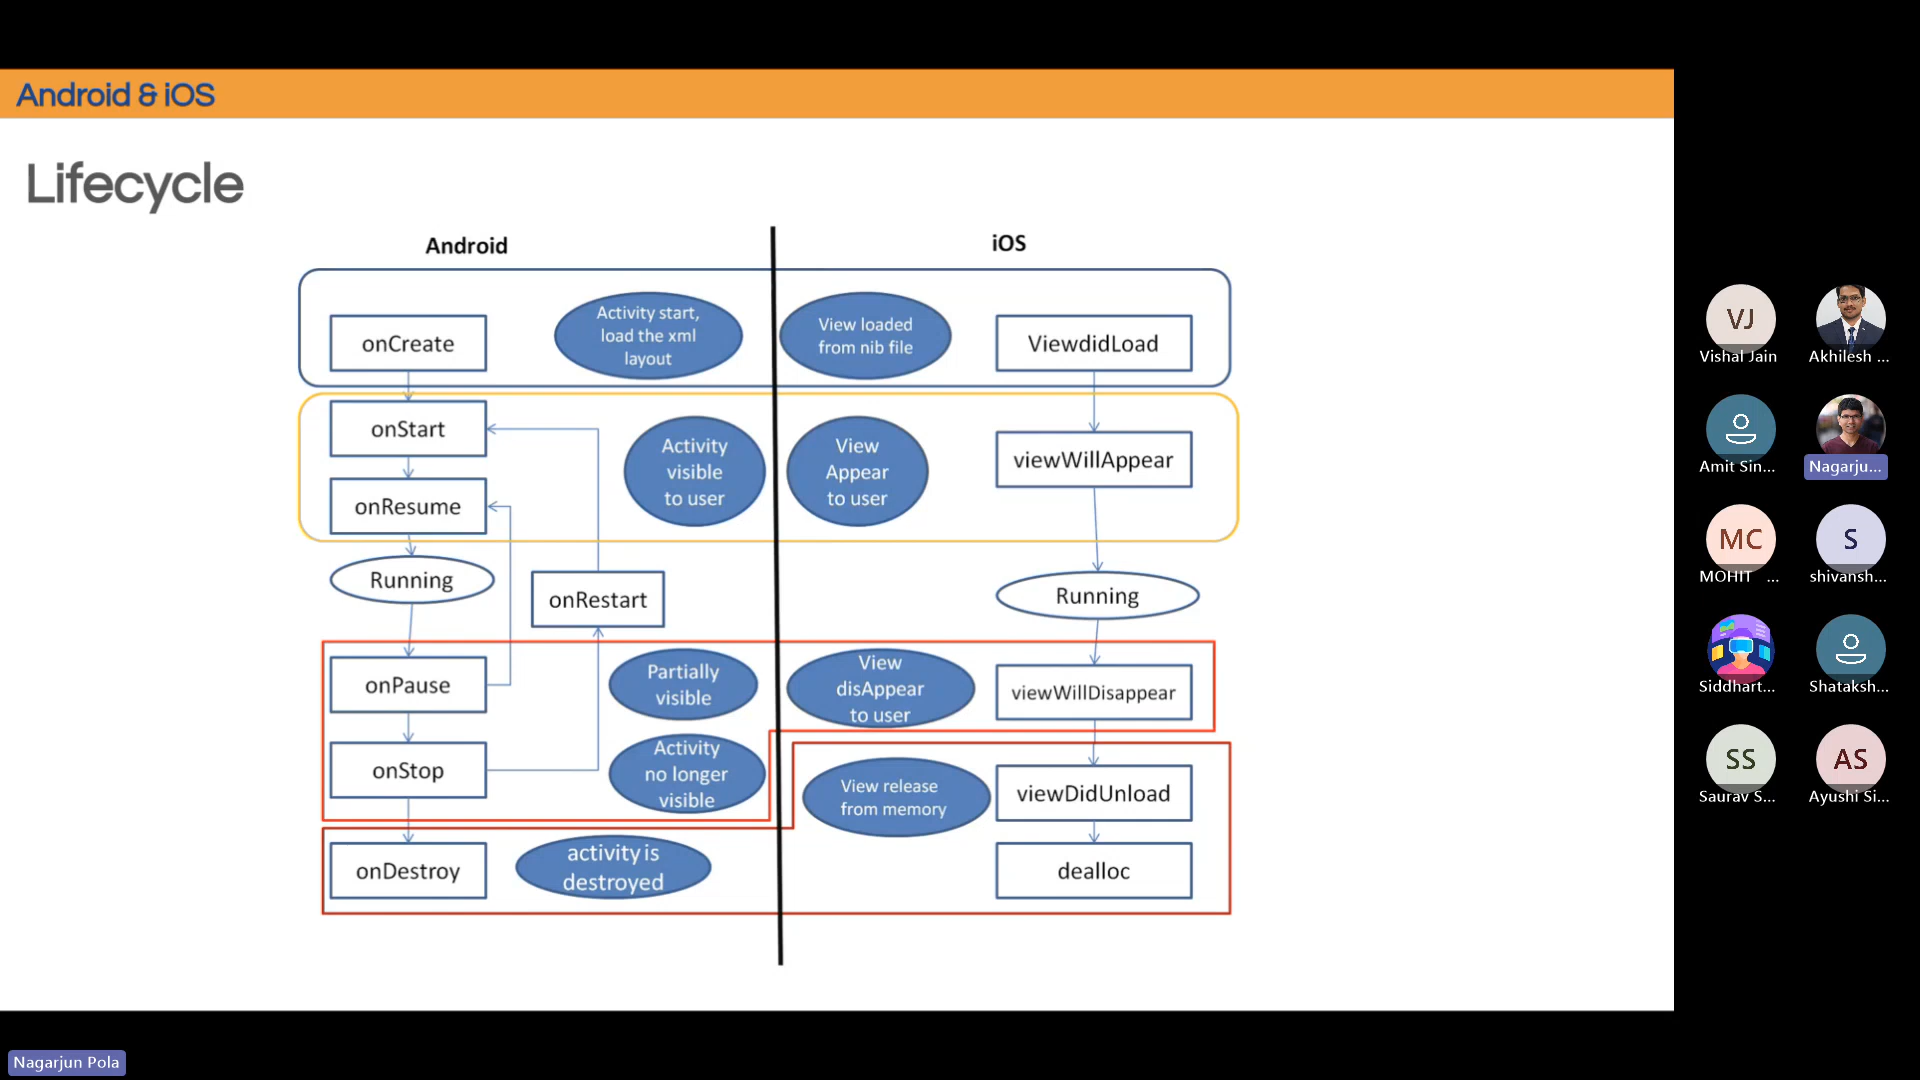 Android & iOS
Lifecycle
Android
iOS
onCreate
Activity start,
load the xml
layout
View loaded
from nib file
ViewdidLoad
onStart
Activity
visible
to user
View
Appear
to user
viewWillAppear
onResume
Running
onRestart
Running
onPause
Partially
visible
View
disAppear
to user
viewWillDisappear
onStop
Activity
no longer
visible
View release
from memory
viewDidUnload
onDestroy
activity is
destroyed
dealloc
VJ
Vishal Jain
Akhilesh ...
Amit Sin...
Nagarju...
MC
MOHIT ...
S
shivansh...
Siddhart...
Shataksh...
SS
Saurav S...
AS
Ayushi Si...
Nagarjun Pola